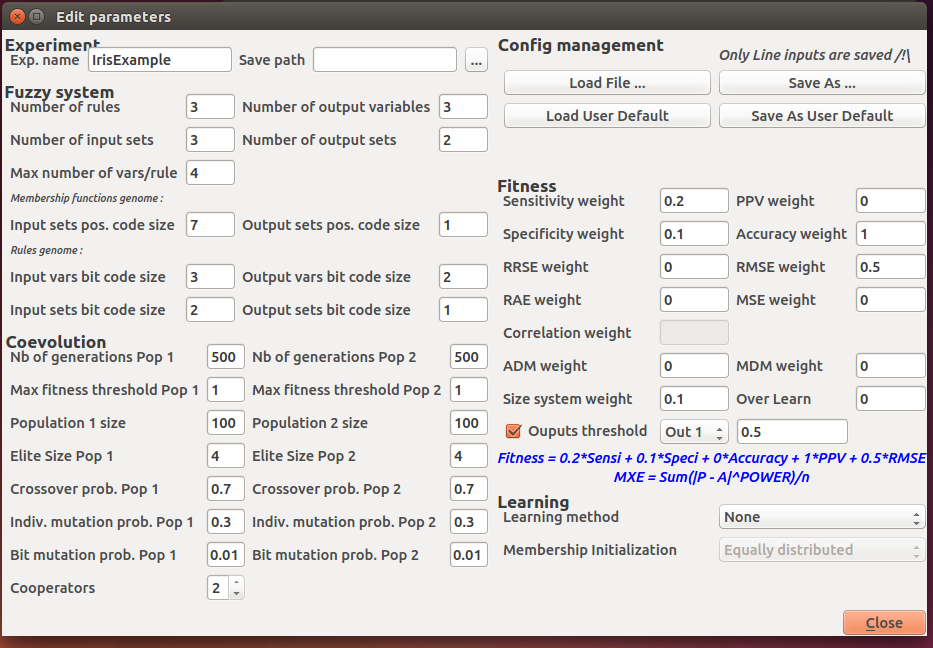 Edit parameters
Experiment
Exp. name IrisExample Save path ...
Fuzzy system
Number of rules 3 Number of output variables 3
Number of input sets 3 Number of output sets 2
Max number of vars/rule 4
Membership functions genome :
Input sets pos. code size 7 Output sets pos. code size 1
Rules genome :
Input vars bit code size 3 Output vars bit code size 2
Input sets bit code size 2 Output sets bit code size 1
Coevolution
Nb of generations Pop 1 500 Nb of generations Pop 2 500
Max fitness threshold Pop 1 1 Max fitness threshold Pop 2 1
Population 1 size 100 Population 2 size 100
Elite Size Pop 1 4 Elite Size Pop 2 4
Crossover prob. Pop 1 0.7 Crossover prob. Pop 2 0.7
Indiv. mutation prob. Pop 1 0.3 Indiv. mutation prob. Pop 2 0.3
Bit mutation prob. Pop 1 0.01 Bit mutation prob. Pop 2 0.01
Cooperators 2
Config management
Only Line inputs are saved /!\
Load File ... Save As ...
Load User Default Save As User Default
Fitness
Sensitivity weight 0.2 PPV weight 0
Specificity weight 0.1 Accuracy weight 1
RRSE weight 0 RMSE weight 0.5
RAE weight 0 MSE weight 0
Correlation weight
ADM weight 0 MDM weight 0
Size system weight 0.1 Over Learn 0
Ouputs threshold Out 1 0.5
Fitness = 0.2*Sensi + 0.1*Speci + 0*Accuracy + 1*PPV + 0.5*RMSE
MXE = Sum(|P - A|^POWER)/n
Learning
Learning method None
Membership Initialization Equally distributed
Close